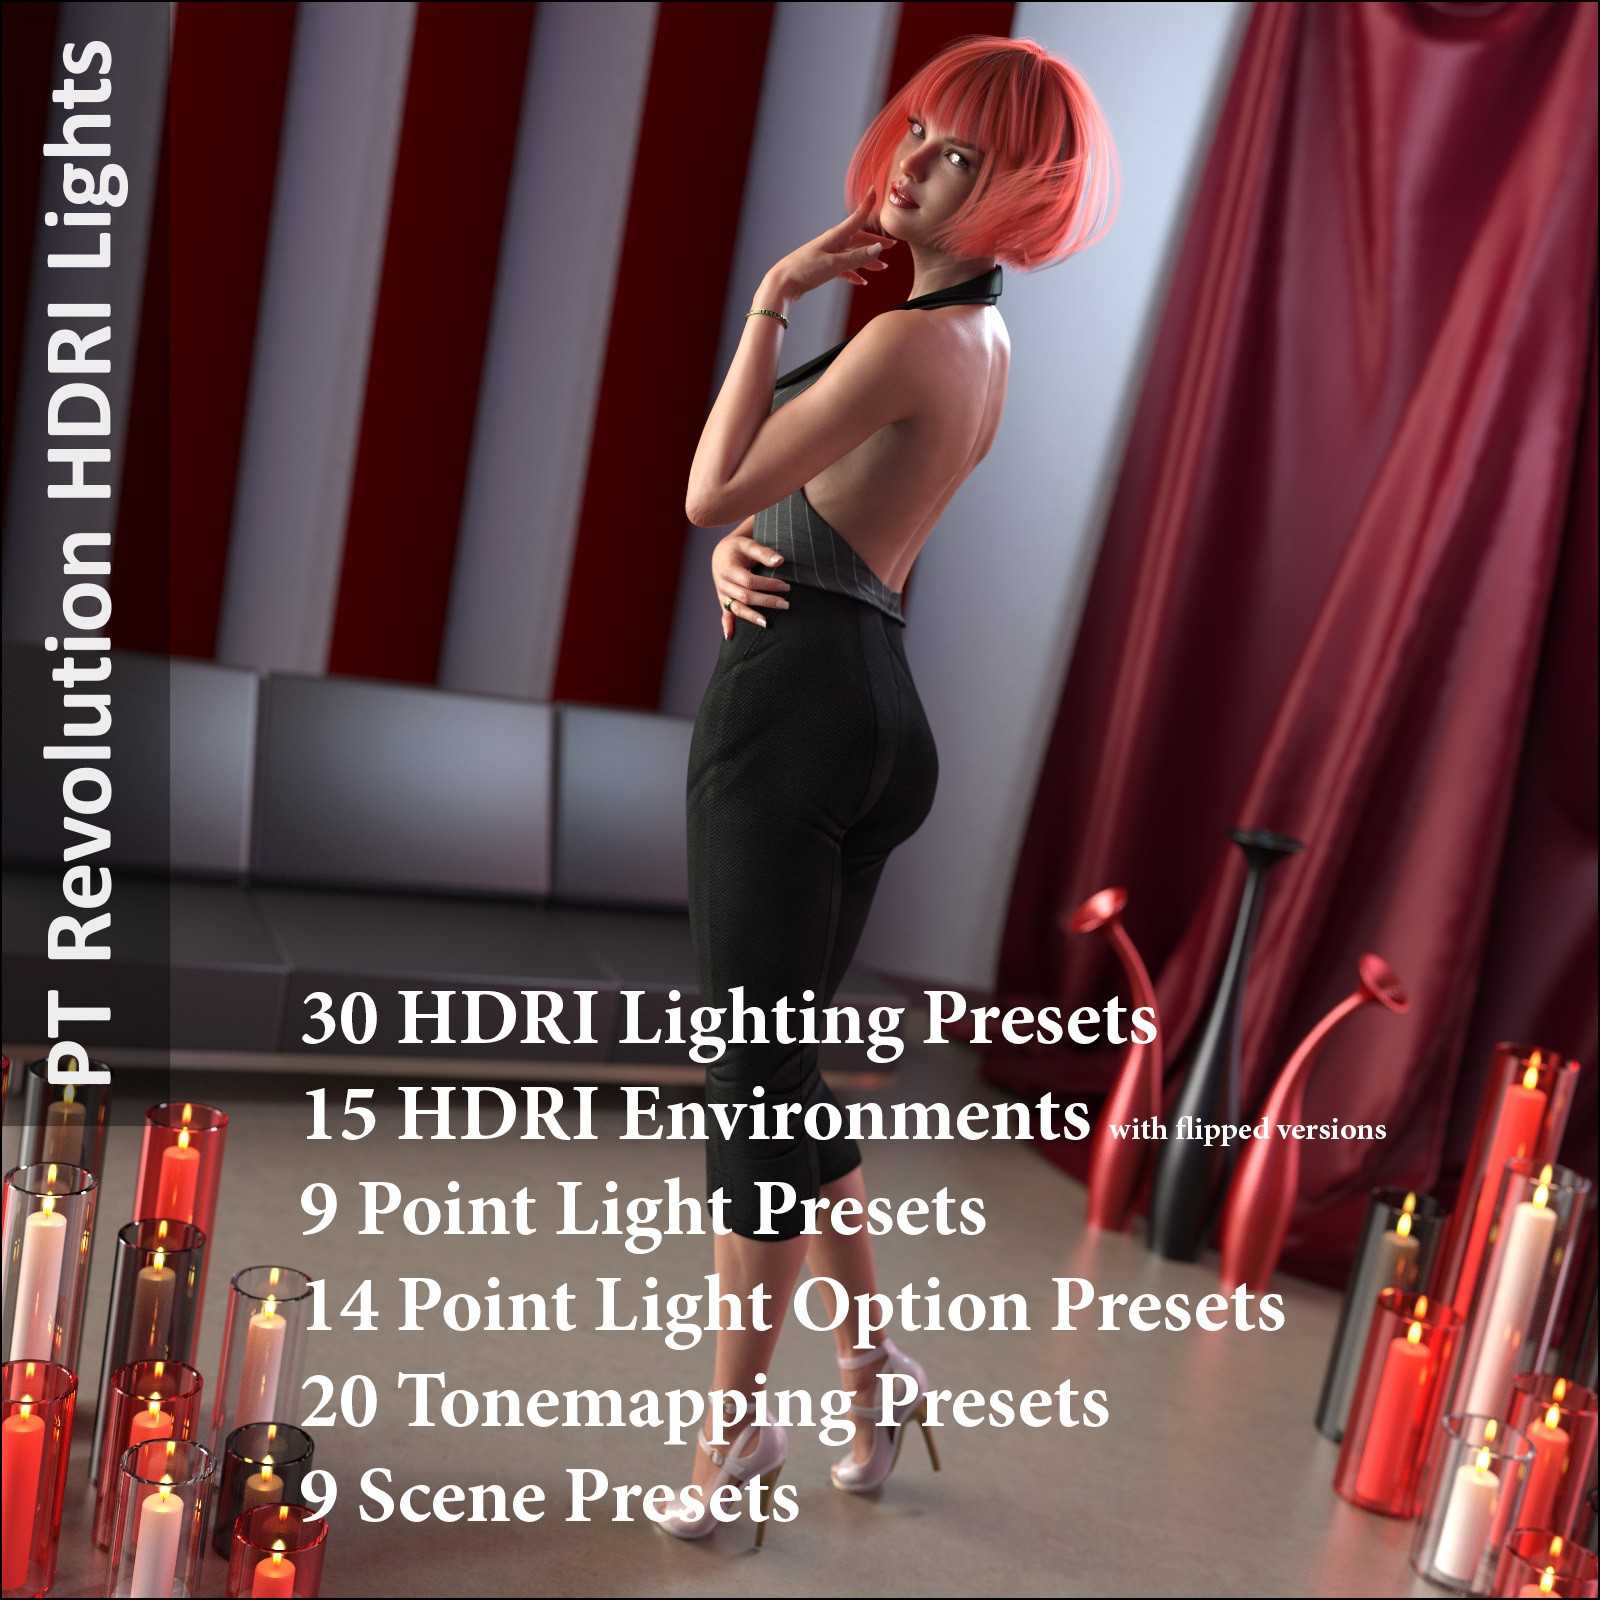 PT Revolution HDRI Lights
30 HDRI Lighting Presets
15 HDRI Environments with flipped versions
9 Point Light Presets
14 Point Light Option Presets
20 Tonemapping Presets
9 Scene Presets